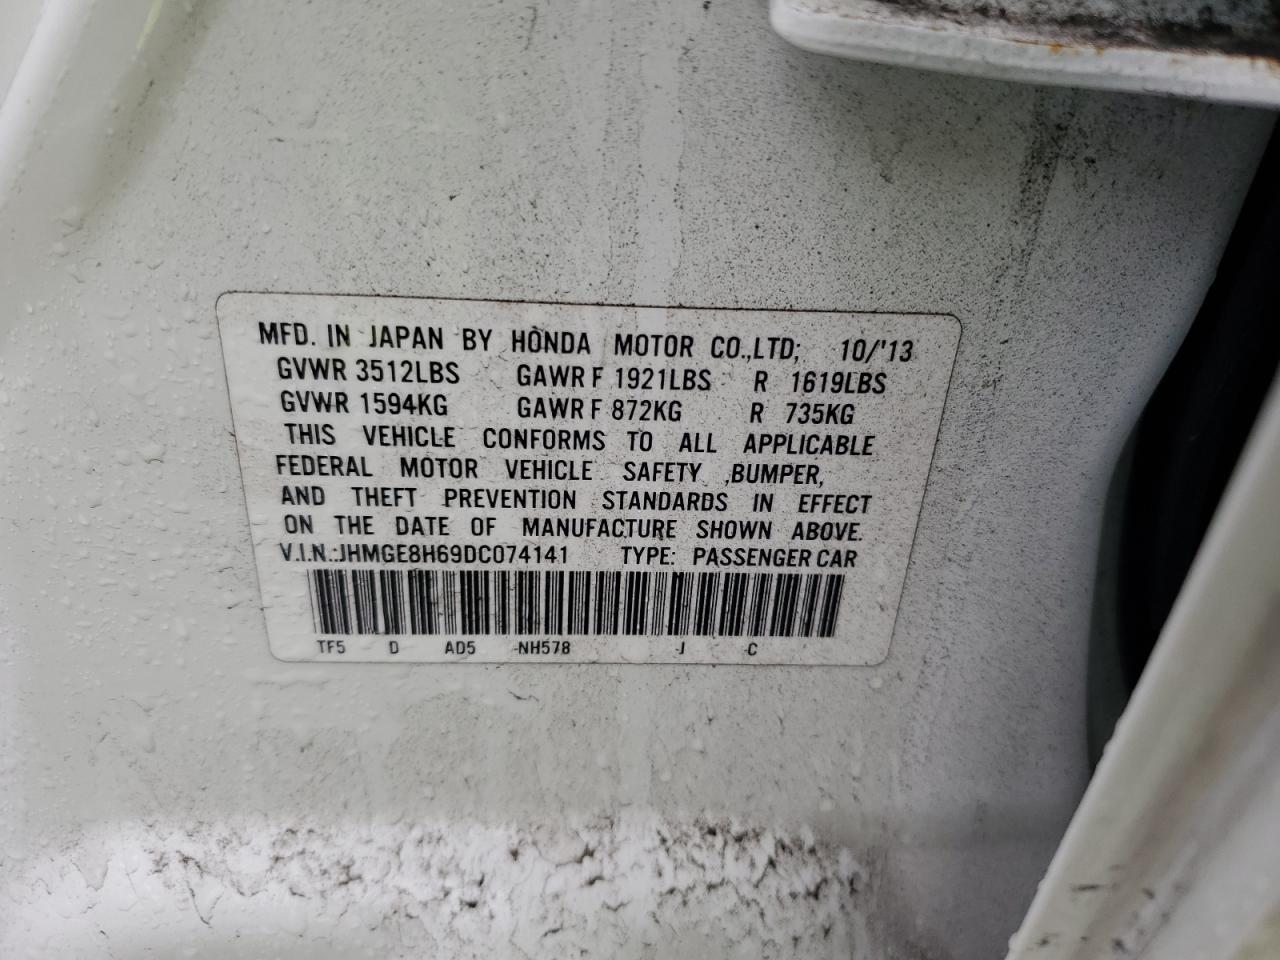 MFD. IN JAPAN BY HONDA MOTOR CO.,LTD; 10/'13
GVWR 3512LBS GAWR F 1921LBS R 1619LBS
GVWR 1594KG GAWR F 872KG R 735KG
THIS VEHICLE CONFORMS TO ALL APPLICABLE
FEDERAL MOTOR VEHICLE SAFETY ,BUMPER,
AND THEFT PREVENTION STANDARDS IN EFFECT
ON THE DATE OF MANUFACTURE SHOWN ABOVE.
V.I.N.:JHMGE8H69DC074141 TYPE: PASSENGER CAR
TF5 D AD5 -NH578 -J -C